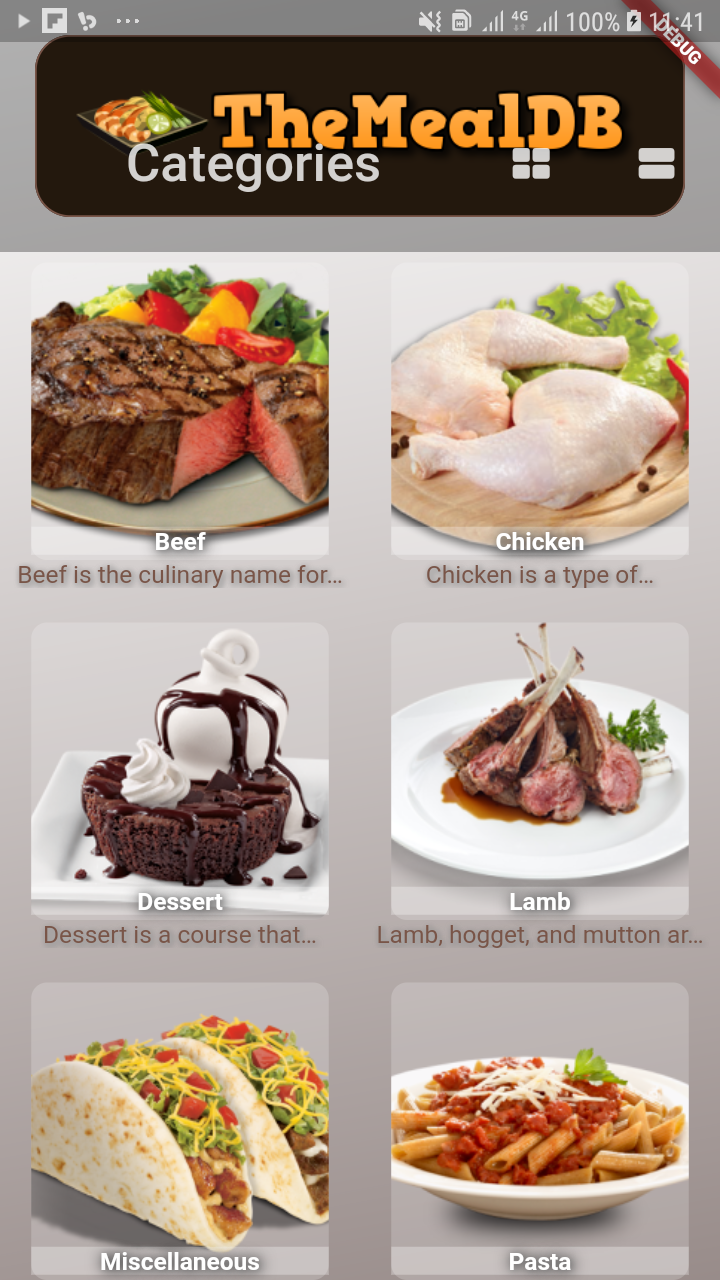 4G 100% 11:41
DEBUG
TheMealDB
Categories
Beef
Chicken
Beef is the culinary name for...
Chicken is a type of...
Dessert
Lamb
Dessert is a course that...
Lamb, hogget, and mutton ar...
Miscellaneous
Pasta